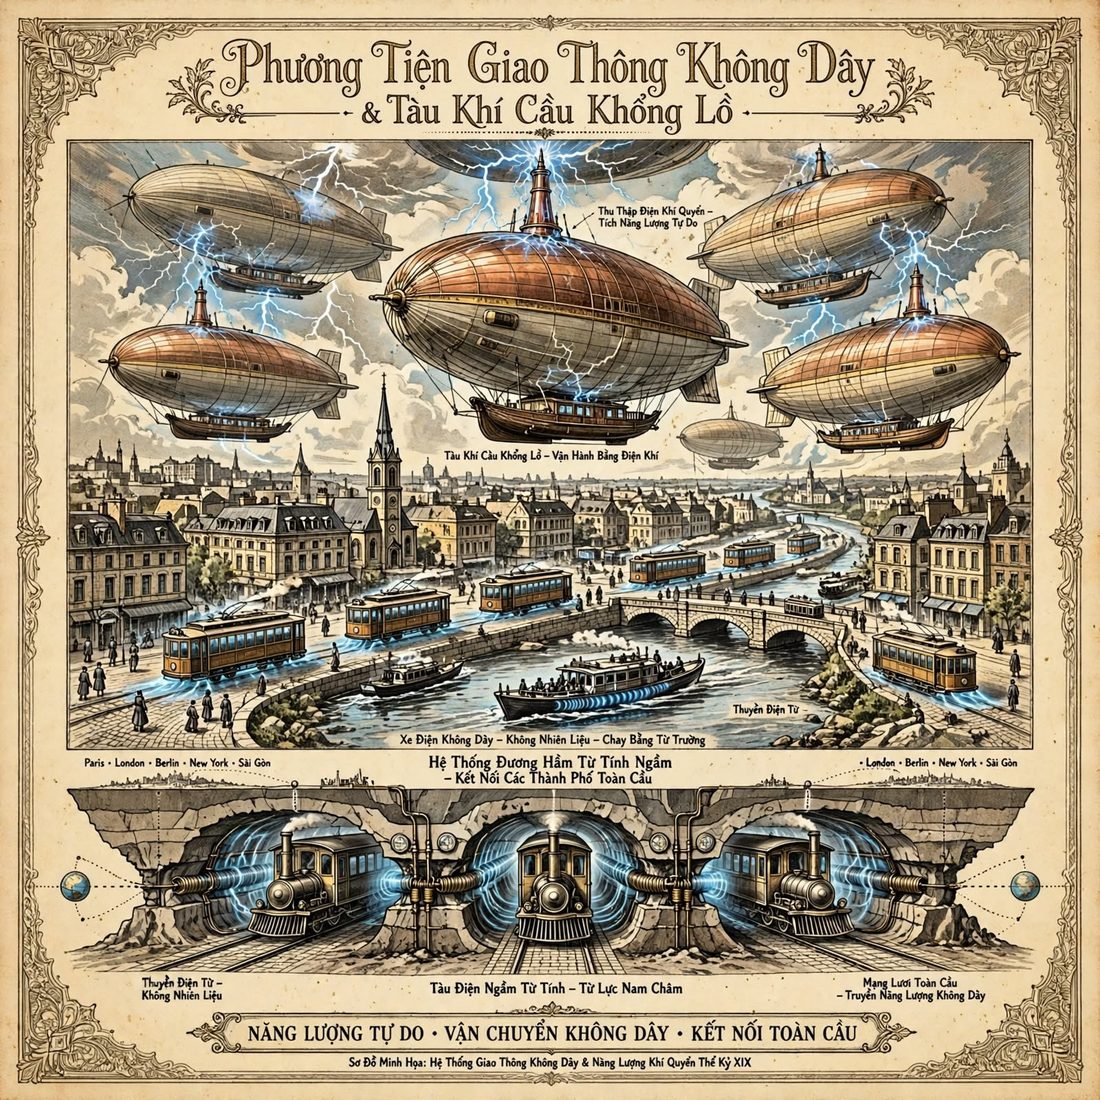 Phương Tiện Giao Thông Không Dây
& Tàu Khí Cầu Khổng Lồ
Thu Thập Điện Khí Quyển –
Tích Năng Lượng Tự Do
Tàu Khí Cầu Khổng Lồ – Vận Hành Bằng Điện Khí
Thuyền Điện Từ –
Xe Điện Không Dây – Không Nhiên Liệu – Chay Bằng Từ Trường
Paris • London • Berlin • New York • Sài Gòn
Hệ Thống Đương Hầm Từ Tính Ngầm
– Kết Nối Các Thành Phố Toàn Cầu
• London • Berlin • New York • Sài Gòn
Thuyền Điện Từ –
Không Nhiên Liệu
Tàu Điện Ngầm Từ Tính – Từ Lực Nam Châm
Mạng Lưi Toàn Cầu
– Truyền Năng Lượng Không Dây
NĂNG LƯỢNG TỰ DO • VẬN CHUYỂN KHÔNG DÂY • KẾT NỐI TOÀN CẦU
Sơ Đồ Minh Họa: Hệ Thống Giao Thông Không Dây & Năng Lượng Khí Quyển Thế Kỷ XIX